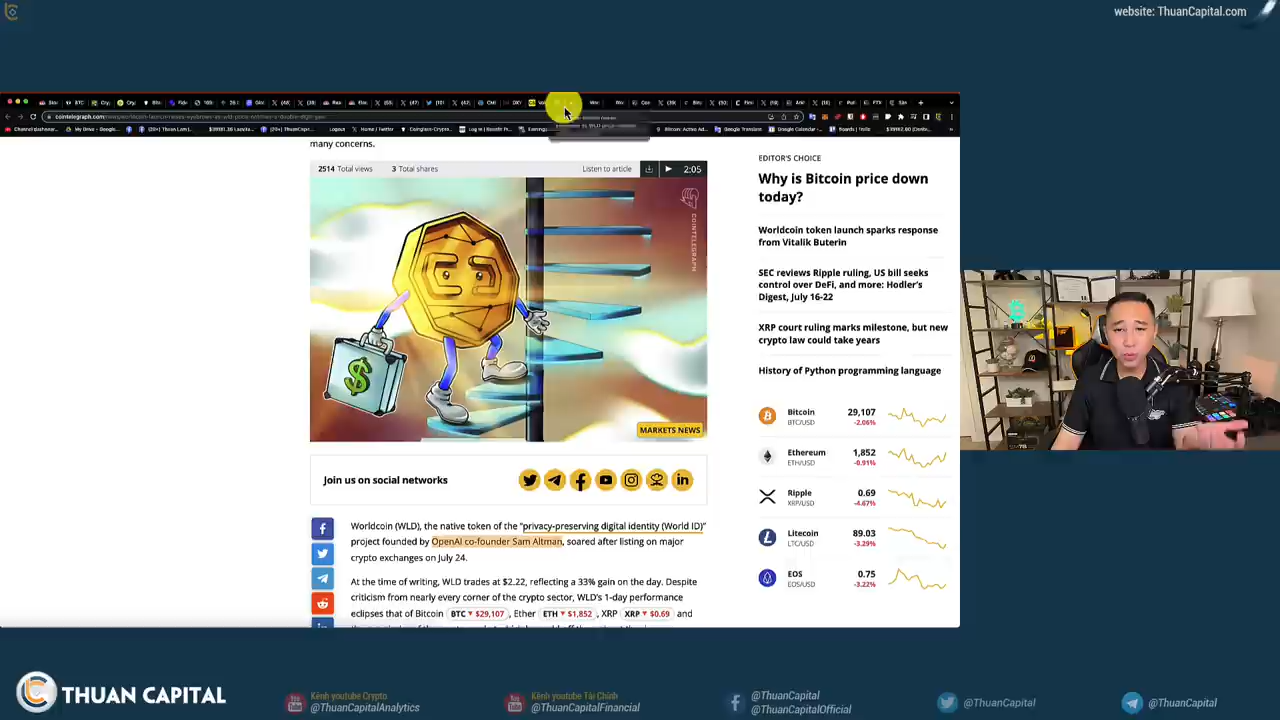 website: ThuanCapital.com
many concerns.
2514 Total views
3 Total shares
Listen to article
2:05
COINTELEGRAPH
MARKETS NEWS
Join us on social networks
Worldcoin (WLD), the native token of the “privacy-preserving digital identity (World ID)”
project founded by OpenAI co-founder Sam Altman, soared after listing on major
crypto exchanges on July 24.
At the time of writing, WLD trades at $2.22, reflecting a 33% gain on the day. Despite
criticism from nearly every corner of the crypto sector, WLD's 1-day performance
eclipses that of Bitcoin BTC ▼ $29,107 , Ether ETH ▼ $1,852 , XRP XRP ▼ $0.69 and
EDITOR'S CHOICE
Why is Bitcoin price down
today?
Worldcoin token launch sparks response
from Vitalik Buterin
SEC reviews Ripple ruling, US bill seeks
control over DeFi, and more: Hodler's
Digest, July 16-22
XRP court ruling marks milestone, but new
crypto law could take years
History of Python programming language
Bitcoin 29,107
BTC/USD -2.06%
Ethereum 1,852
ETH/USD -0.91%
Ripple 0.69
XRP/USD -4.67%
Litecoin 89.03
LTC/USD -3.29%
EOS 0.75
EOS/USD -3.22%
THUAN CAPITAL
Kênh youtube Crypto
@ThuanCapitalAnalytics
Kênh youtube Tài Chính
@ThuanCapitalFinancial
@ThuanCapital
@ThuanCapitalOfficial
@ThuanCapital
@ThuanCapital